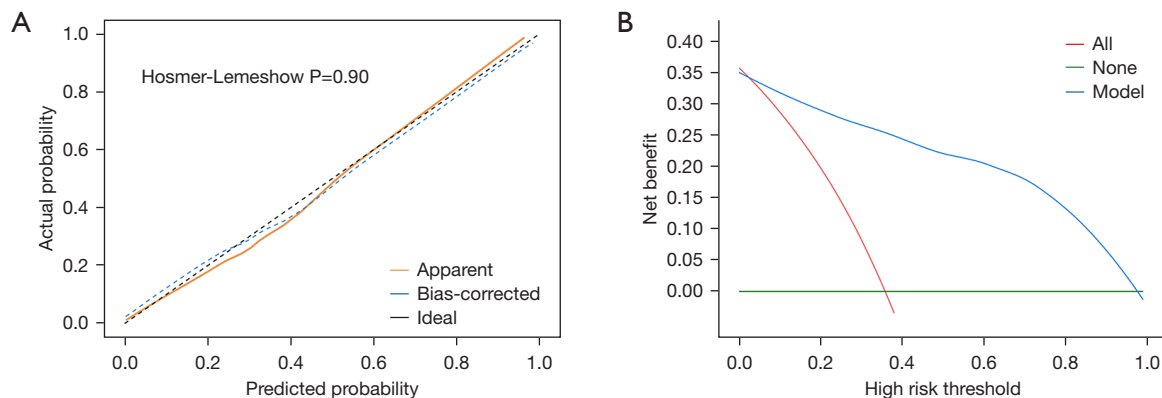 A
Hosmer-Lemeshow P=0.90
Actual probability
1.0
0.8
0.6
0.4
0.2
0.0
Apparent
Bias-corrected
Ideal
0.0 0.2 0.4 0.6 0.8 1.0
Predicted probability
B
All
None
Model
Net benefit
0.40
0.35
0.30
0.25
0.20
0.15
0.10
0.05
0.00
0.0 0.2 0.4 0.6 0.8 1.0
High risk threshold